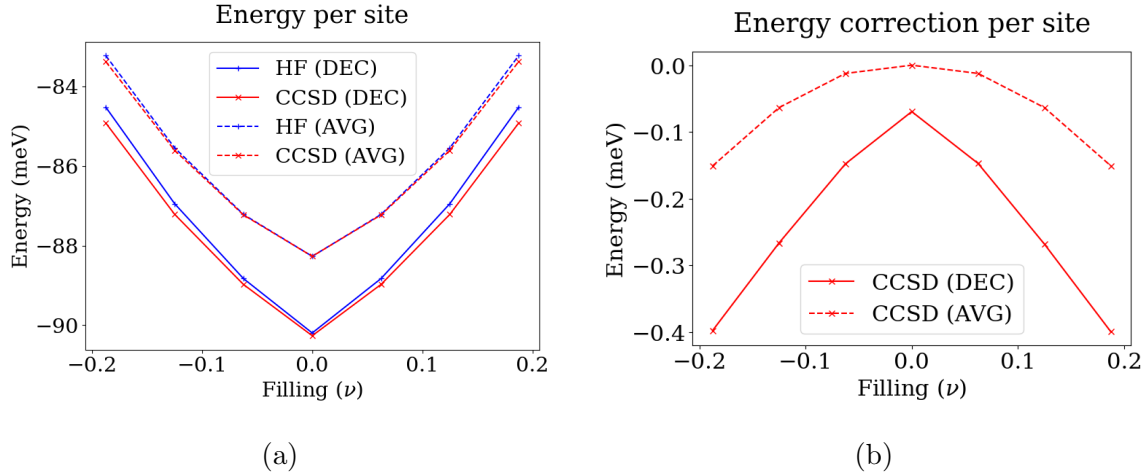 Energy per site
Energy (meV)
−84
−86
−88
−90
HF (DEC)
CCSD (DEC)
HF (AVG)
CCSD (AVG)
−0.2 −0.1 0.0 0.1 0.2
Filling (ν)
(a)
Energy correction per site
Energy (meV)
0.0
−0.1
−0.2
−0.3
−0.4
CCSD (DEC)
CCSD (AVG)
−0.2 −0.1 0.0 0.1 0.2
Filling (ν)
(b)